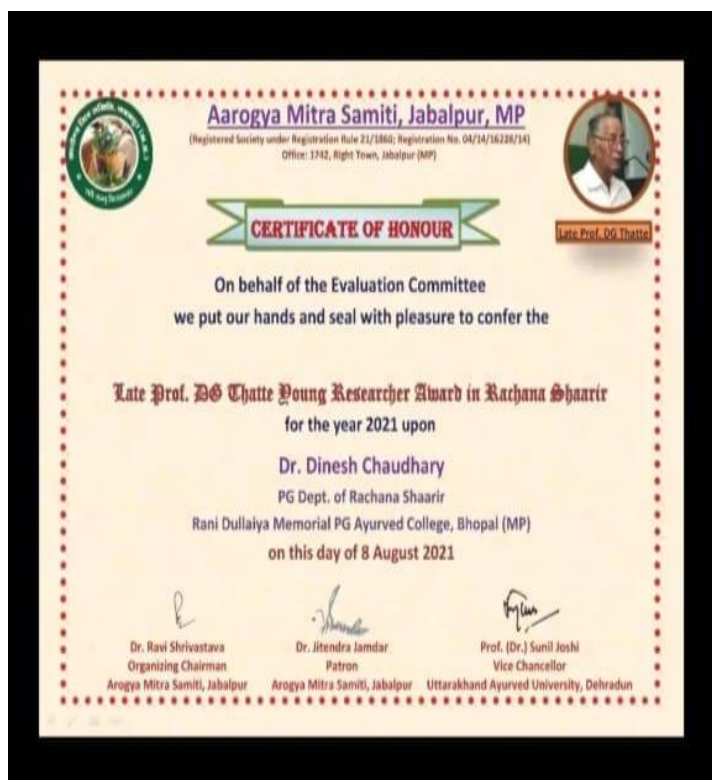 Aarogya Mitra Samiti, Jabalpur, MP
(Registered Society under Registration Rule 21/1860; Registration No. 04/14/16228/14)
Office: 1742, Right Town, Jabalpur (MP)
Late Prof. DG Thatte
CERTIFICATE OF HONOUR
On behalf of the Evaluation Committee
we put our hands and seal with pleasure to confer the
Late Prof. DG Thatte Young Researcher Award in Rachana Shaarir
for the year 2021 upon
Dr. Dinesh Chaudhary
PG Dept. of Rachana Shaarir
Rani Dullaiya Memorial PG Ayurved College, Bhopal (MP)
on this day of 8 August 2021
Dr. Ravi Shrivastava
Organizing Chairman
Arogya Mitra Samiti, Jabalpur
Dr. Jitendra Jamdar
Patron
Arogya Mitra Samiti, Jabalpur
Prof. (Dr.) Sunil Joshi
Vice Chancellor
Uttarakhand Ayurved University, Dehradun